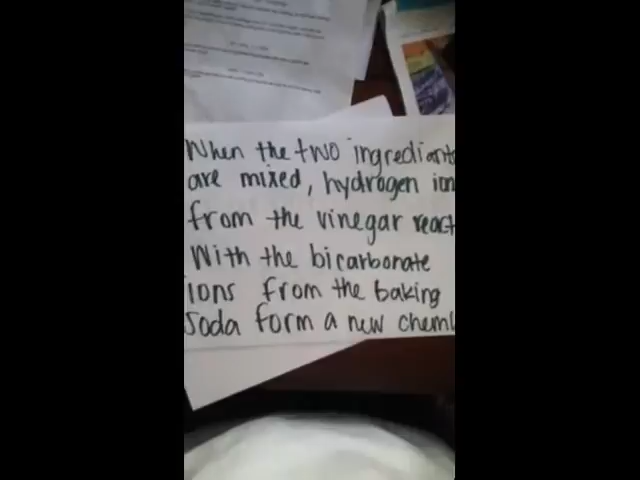 When the two ingrediants
are mixed, hydrogen ion
from the vinegar react
With the bicarbonate
ions from the baking
Soda form a new chemi